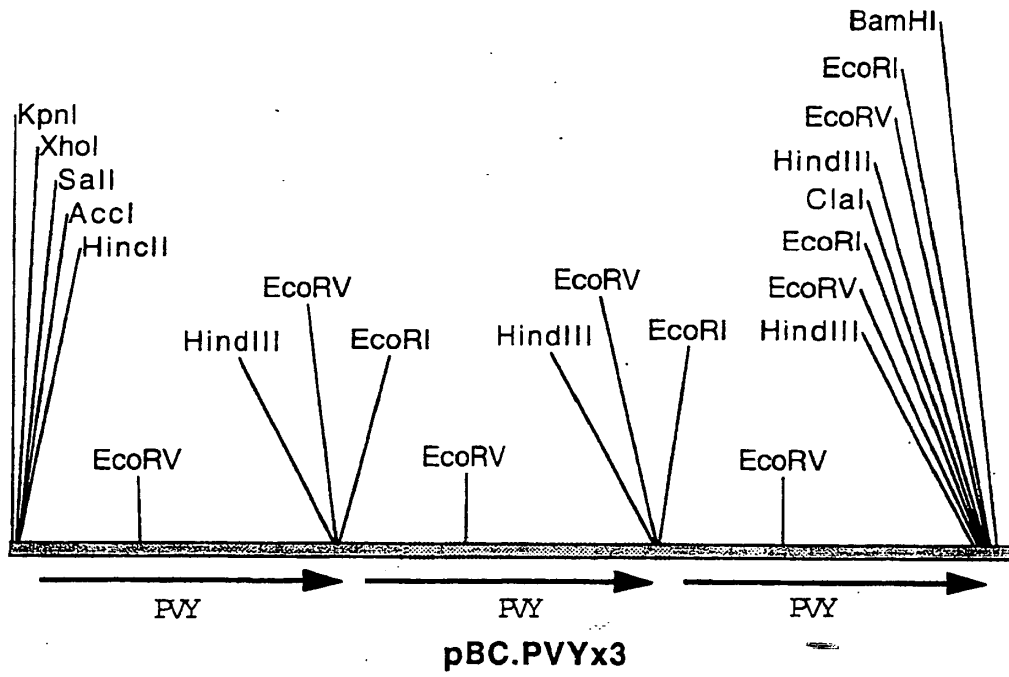 BamHI
EcoRI
KpnI
EcoRV
XhoI
HindIII
SalI
ClaI
AccI
EcoRI
HincII
EcoRV
EcoRV
EcoRV
HindIII
EcoRI
HindIII
EcoRI
HindIII
EcoRV
EcoRV
EcoRV
PVY
PVY
PVY
pBC.PVYx3